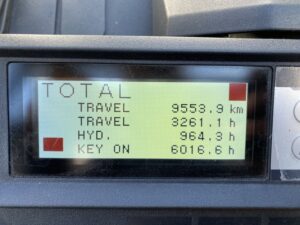 TOTAL
TRAVEL 9553.9 km
TRAVEL 3261.1 h
HYD. 964.3 h
KEY ON 6016.6 h